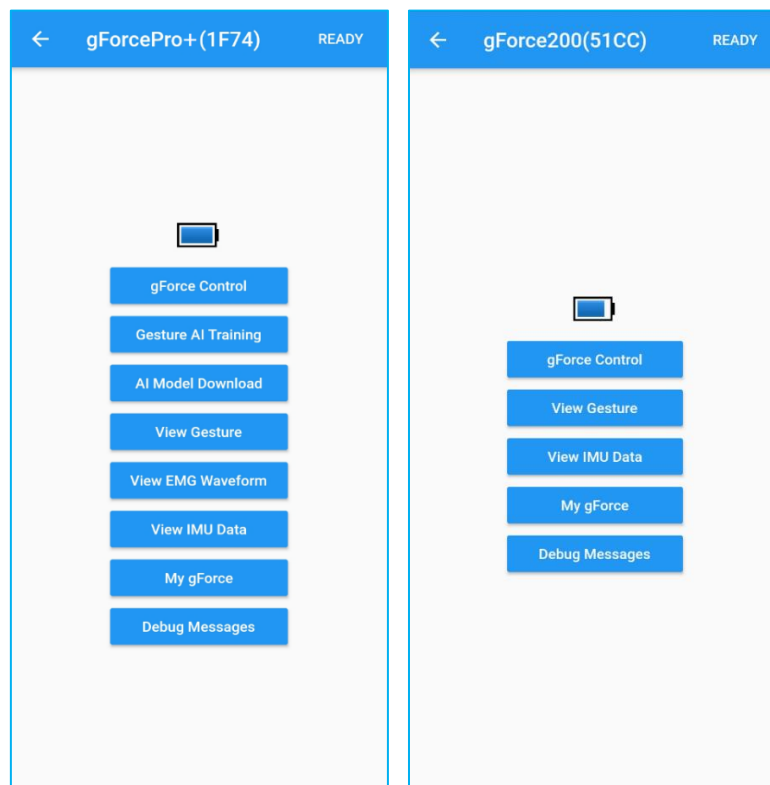 gForcePro+(1F74) READY
gForce Control
Gesture AI Training
AI Model Download
View Gesture
View EMG Waveform
View IMU Data
My gForce
Debug Messages
gForce200(51CC) READY
gForce Control
View Gesture
View IMU Data
My gForce
Debug Messages